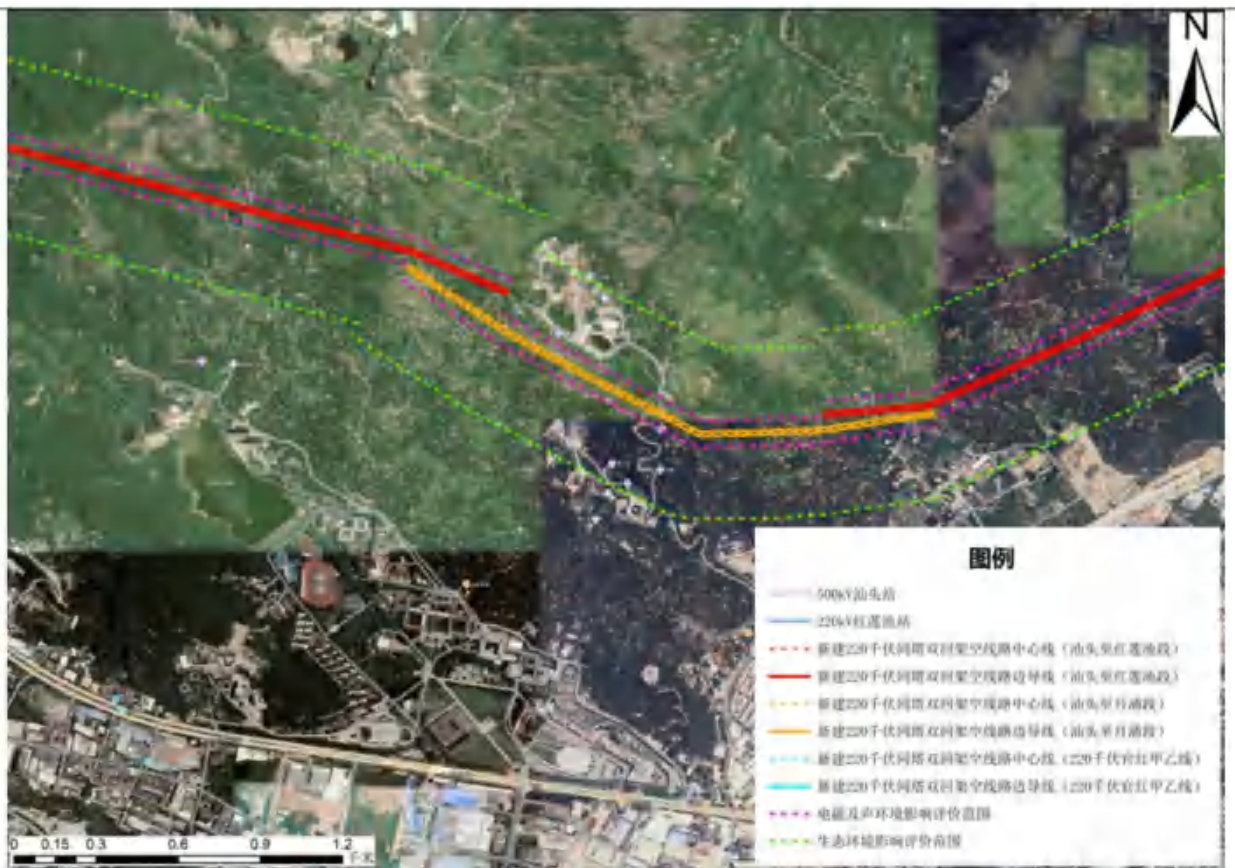 N
图例
500kV汕头站
220kV红莲池站
新建220千伏同塔双回架空线路中心线（汕头至红莲池段）
新建220千伏同塔双回架空线路边导线（汕头至红莲池段）
新建220千伏同塔双回架空线路中心线（汕头至月浦段）
新建220千伏同塔双回架空线路边导线（汕头至月浦段）
新建220千伏同塔双回架空线路中心线（220千伏官红甲乙线）
新建220千伏同塔双回架空线路边导线（220千伏官红甲乙线）
电磁及声环境影响评价范围
生态环境影响评价范围
0 0.15 0.3 0.6 0.9 1.2
千米